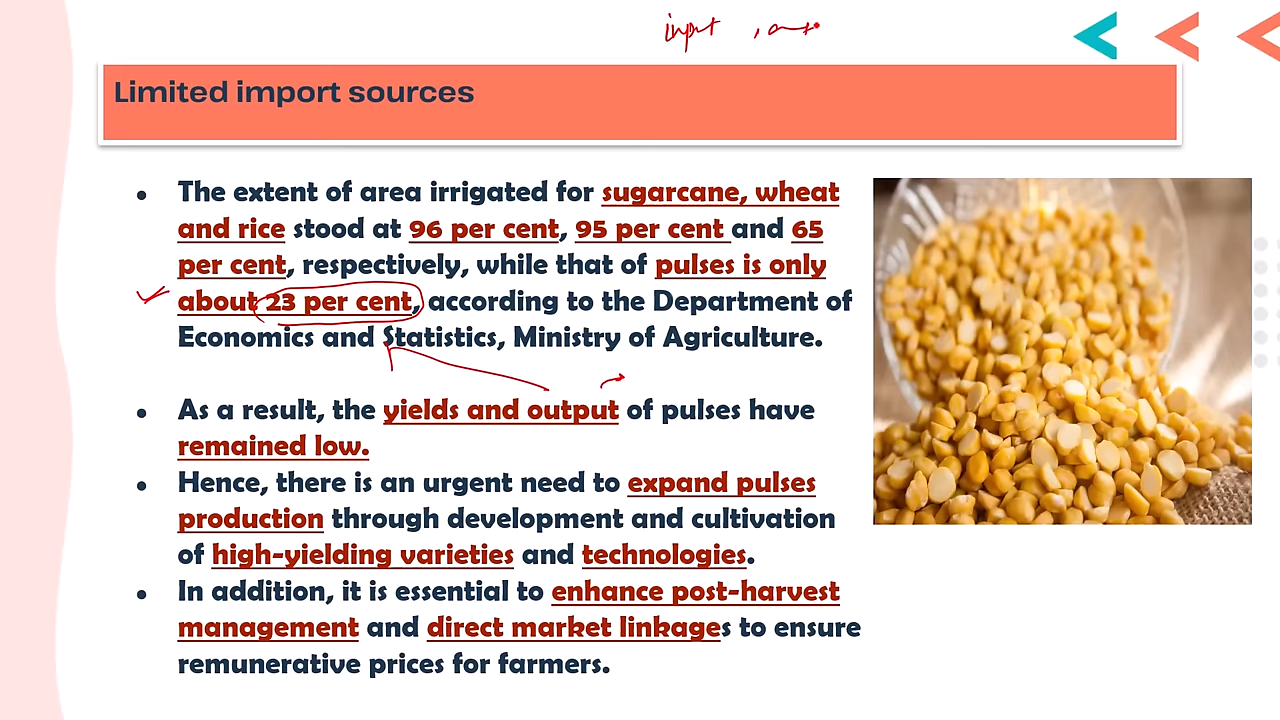 input
Limited import sources
• The extent of area irrigated for sugarcane, wheat
and rice stood at 96 per cent, 95 per cent and 65
per cent, respectively, while that of pulses is only
about 23 per cent, according to the Department of
Economics and Statistics, Ministry of Agriculture.
• As a result, the yields and output of pulses have
remained low.
• Hence, there is an urgent need to expand pulses
production through development and cultivation
of high-yielding varieties and technologies.
• In addition, it is essential to enhance post-harvest
management and direct market linkages to ensure
remunerative prices for farmers.